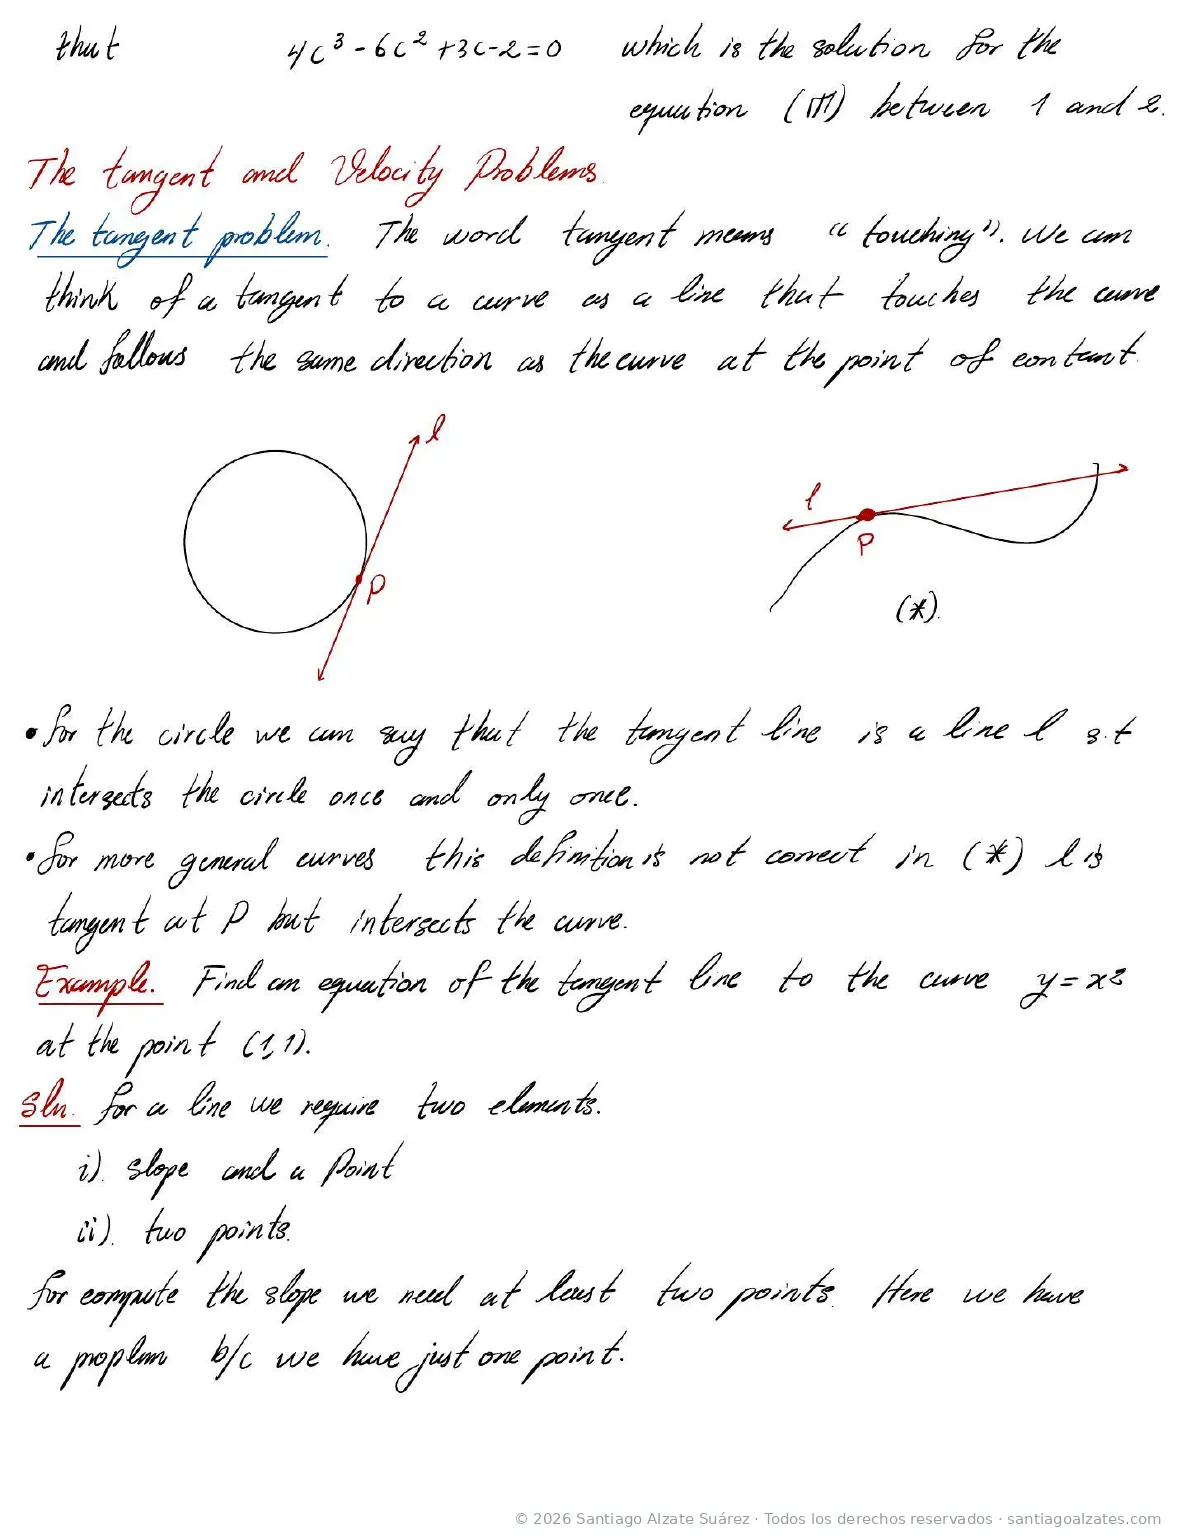 that 4c³ - 6c² + 3c - 2 = 0 which is the solution for the
equation (III) between 1 and 2.
The tangent and Velocity Problems.
The tangent problem. The word tangent means "touching". We can
think of a tangent to a curve as a line that touches the curve
and follows the same direction as the curve at the point of contant.
l
l
P
P
(*).
• For the circle we can say that the tangent line is a line l s.t
intersects the circle once and only once.
• For more general curves this definition is not correct in (*) l is
tangent at P but intersects the curve.
Example. Find an equation of the tangent line to the curve y = x²
at the point (1,1).
Sln. For a line we require two elements.
i). slope and a Point
ii). two points.
For compute the slope we need at least two points. Here we have
a proplem b/c we have just one point.
© 2026 Santiago Alzate Suárez · Todos los derechos reservados · santiagoalzates.com